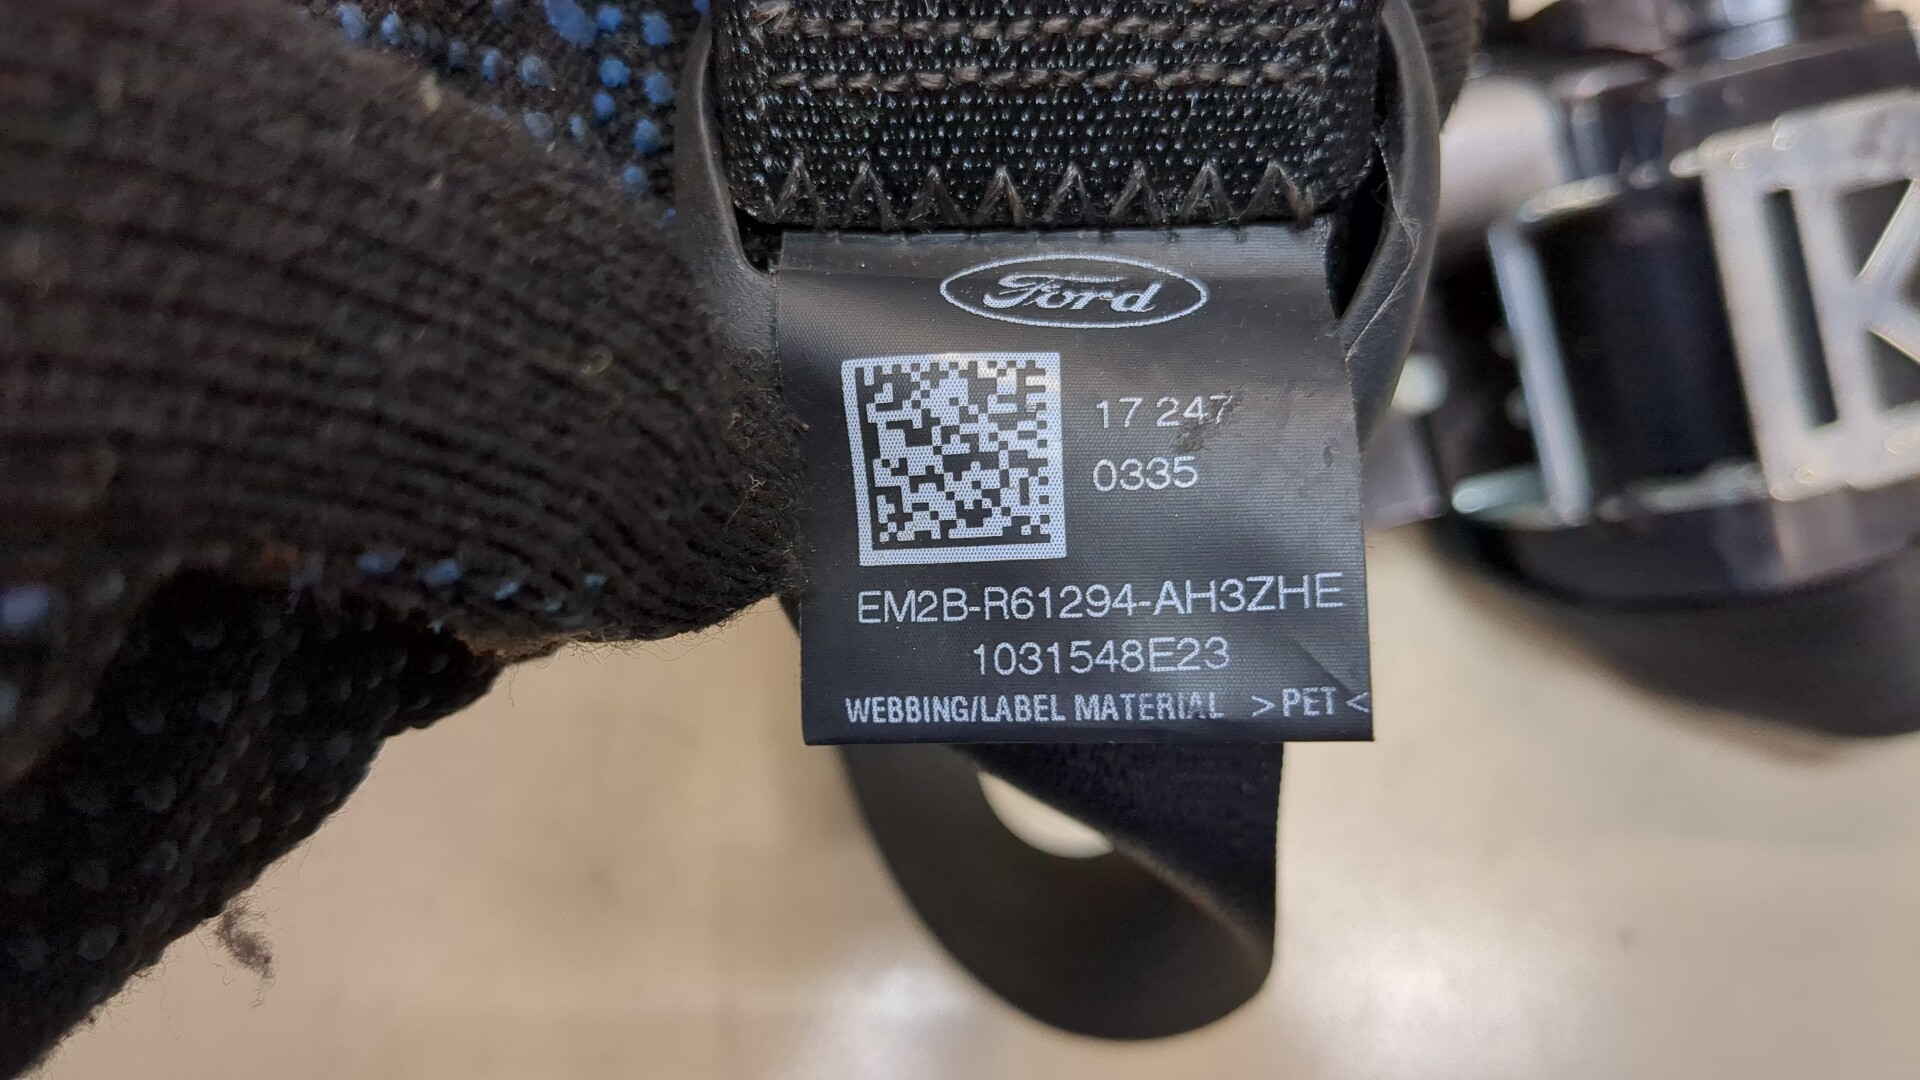 Ford
17 247
0335
EM2B-R61294-AH3ZHE
1031548E23
WEBBING/LABEL MATERIAL >PET<